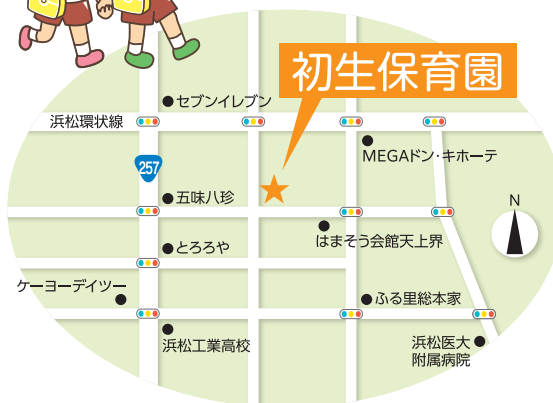 初生保育園
セブンイレブン
浜松環状線
MEGAドン・キホーテ
257
五味八珍
N
はまそう会館天上界
とろろや
ケーヨーデイツー
ふる里総本家
浜松工業高校
浜松医大
附属病院